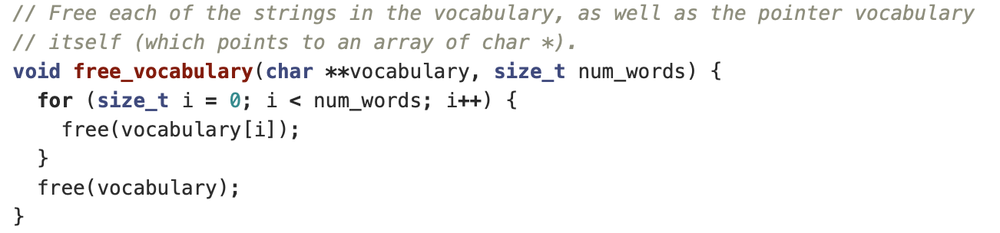 // Free each of the strings in the vocabulary, as well as the pointer vocabulary
// itself (which points to an array of char *).
void free_vocabulary(char **vocabulary, size_t num_words) {
  for (size_t i = 0; i < num_words; i++) {
    free(vocabulary[i]);
  }
  free(vocabulary);
}